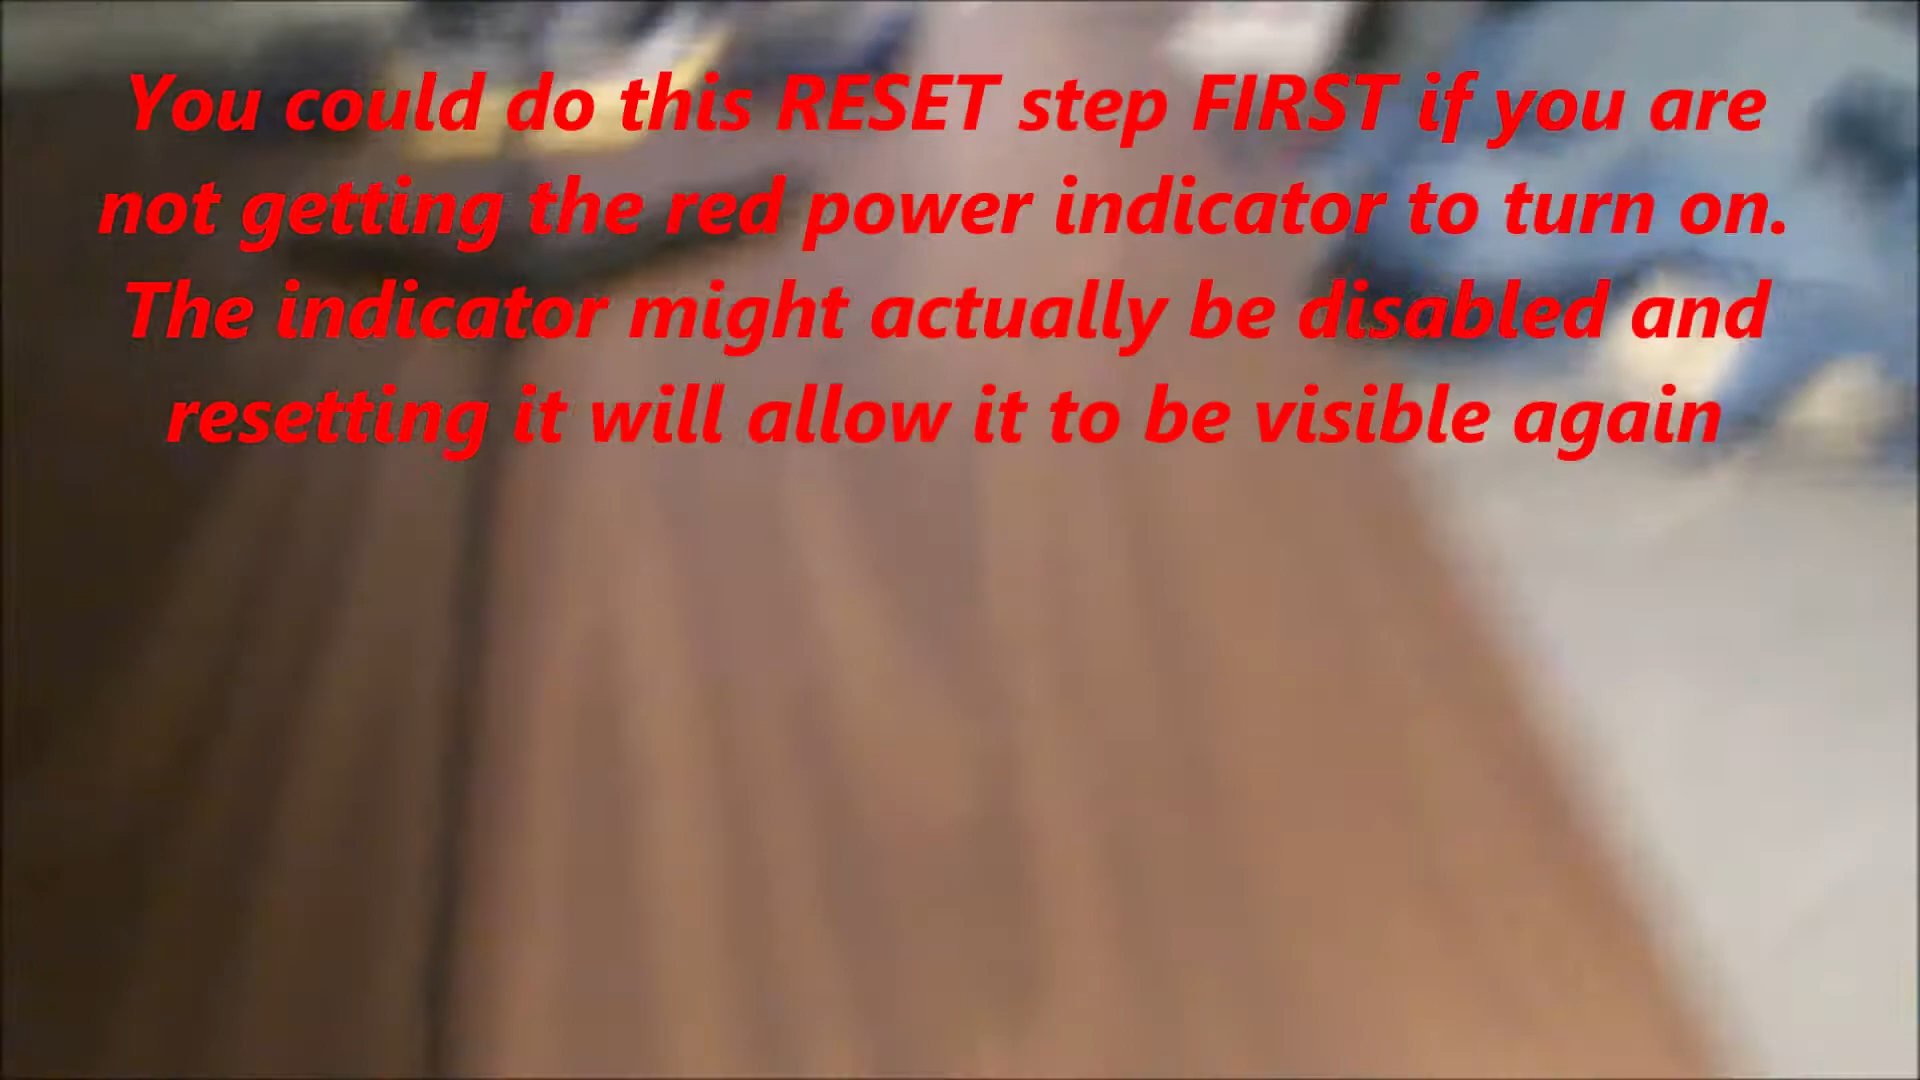 You could do this RESET step FIRST if you are
not getting the red power indicator to turn on.
The indicator might actually be disabled and
resetting it will allow it to be visible again